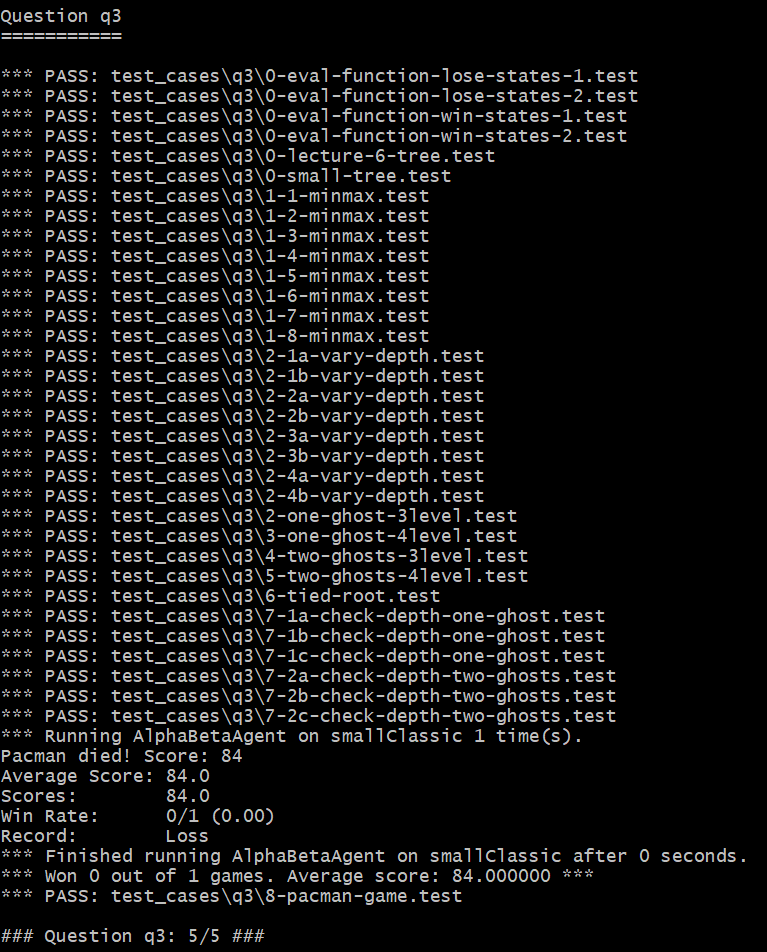 Question q3
===========
*** PASS: test_cases\q3\0-eval-function-lose-states-1.test
*** PASS: test_cases\q3\0-eval-function-lose-states-2.test
*** PASS: test_cases\q3\0-eval-function-win-states-1.test
*** PASS: test_cases\q3\0-eval-function-win-states-2.test
*** PASS: test_cases\q3\0-lecture-6-tree.test
*** PASS: test_cases\q3\0-small-tree.test
*** PASS: test_cases\q3\1-1-minmax.test
*** PASS: test_cases\q3\1-2-minmax.test
*** PASS: test_cases\q3\1-3-minmax.test
*** PASS: test_cases\q3\1-4-minmax.test
*** PASS: test_cases\q3\1-5-minmax.test
*** PASS: test_cases\q3\1-6-minmax.test
*** PASS: test_cases\q3\1-7-minmax.test
*** PASS: test_cases\q3\1-8-minmax.test
*** PASS: test_cases\q3\2-1a-vary-depth.test
*** PASS: test_cases\q3\2-1b-vary-depth.test
*** PASS: test_cases\q3\2-2a-vary-depth.test
*** PASS: test_cases\q3\2-2b-vary-depth.test
*** PASS: test_cases\q3\2-3a-vary-depth.test
*** PASS: test_cases\q3\2-3b-vary-depth.test
*** PASS: test_cases\q3\2-4a-vary-depth.test
*** PASS: test_cases\q3\2-4b-vary-depth.test
*** PASS: test_cases\q3\2-one-ghost-3level.test
*** PASS: test_cases\q3\3-one-ghost-4level.test
*** PASS: test_cases\q3\4-two-ghosts-3level.test
*** PASS: test_cases\q3\5-two-ghosts-4level.test
*** PASS: test_cases\q3\6-tied-root.test
*** PASS: test_cases\q3\7-1a-check-depth-one-ghost.test
*** PASS: test_cases\q3\7-1b-check-depth-one-ghost.test
*** PASS: test_cases\q3\7-1c-check-depth-one-ghost.test
*** PASS: test_cases\q3\7-2a-check-depth-two-ghosts.test
*** PASS: test_cases\q3\7-2b-check-depth-two-ghosts.test
*** PASS: test_cases\q3\7-2c-check-depth-two-ghosts.test
*** Running AlphaBetaAgent on smallClassic 1 time(s).
Pacman died! Score: 84
Average Score: 84.0
Scores:        84.0
Win Rate:      0/1 (0.00)
Record:        Loss
*** Finished running AlphaBetaAgent on smallClassic after 0 seconds.
*** Won 0 out of 1 games. Average score: 84.000000 ***
*** PASS: test_cases\q3\8-pacman-game.test
### Question q3: 5/5 ###